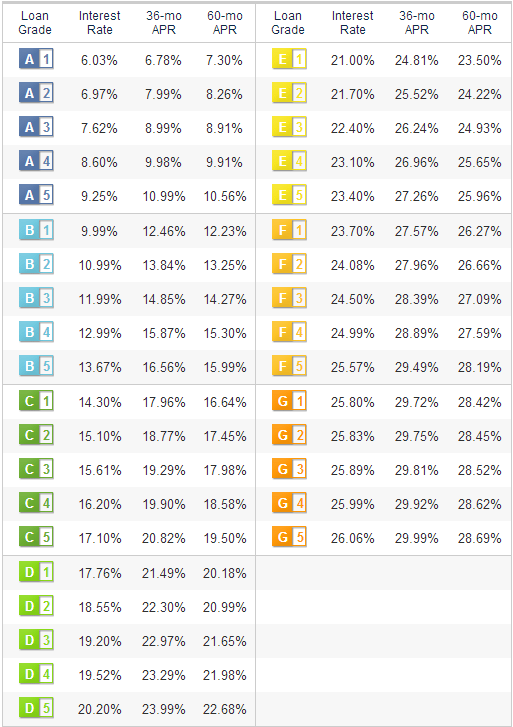 Loan Grade Interest Rate 36-mo APR 60-mo APR Loan Grade Interest Rate 36-mo APR 60-mo APR
A 1 6.03% 6.78% 7.30% E 1 21.00% 24.81% 23.50%
A 2 6.97% 7.99% 8.26% E 2 21.70% 25.52% 24.22%
A 3 7.62% 8.99% 8.91% E 3 22.40% 26.24% 24.93%
A 4 8.60% 9.98% 9.91% E 4 23.10% 26.96% 25.65%
A 5 9.25% 10.99% 10.56% E 5 23.40% 27.26% 25.96%
B 1 9.99% 12.46% 12.23% F 1 23.70% 27.57% 26.27%
B 2 10.99% 13.84% 13.25% F 2 24.08% 27.96% 26.66%
B 3 11.99% 14.85% 14.27% F 3 24.50% 28.39% 27.09%
B 4 12.99% 15.87% 15.30% F 4 24.99% 28.89% 27.59%
B 5 13.67% 16.56% 15.99% F 5 25.57% 29.49% 28.19%
C 1 14.30% 17.96% 16.64% G 1 25.80% 29.72% 28.42%
C 2 15.10% 18.77% 17.45% G 2 25.83% 29.75% 28.45%
C 3 15.61% 19.29% 17.98% G 3 25.89% 29.81% 28.52%
C 4 16.20% 19.90% 18.58% G 4 25.99% 29.92% 28.62%
C 5 17.10% 20.82% 19.50% G 5 26.06% 29.99% 28.69%
D 1 17.76% 21.49% 20.18%
D 2 18.55% 22.30% 20.99%
D 3 19.20% 22.97% 21.65%
D 4 19.52% 23.29% 21.98%
D 5 20.20% 23.99% 22.68%